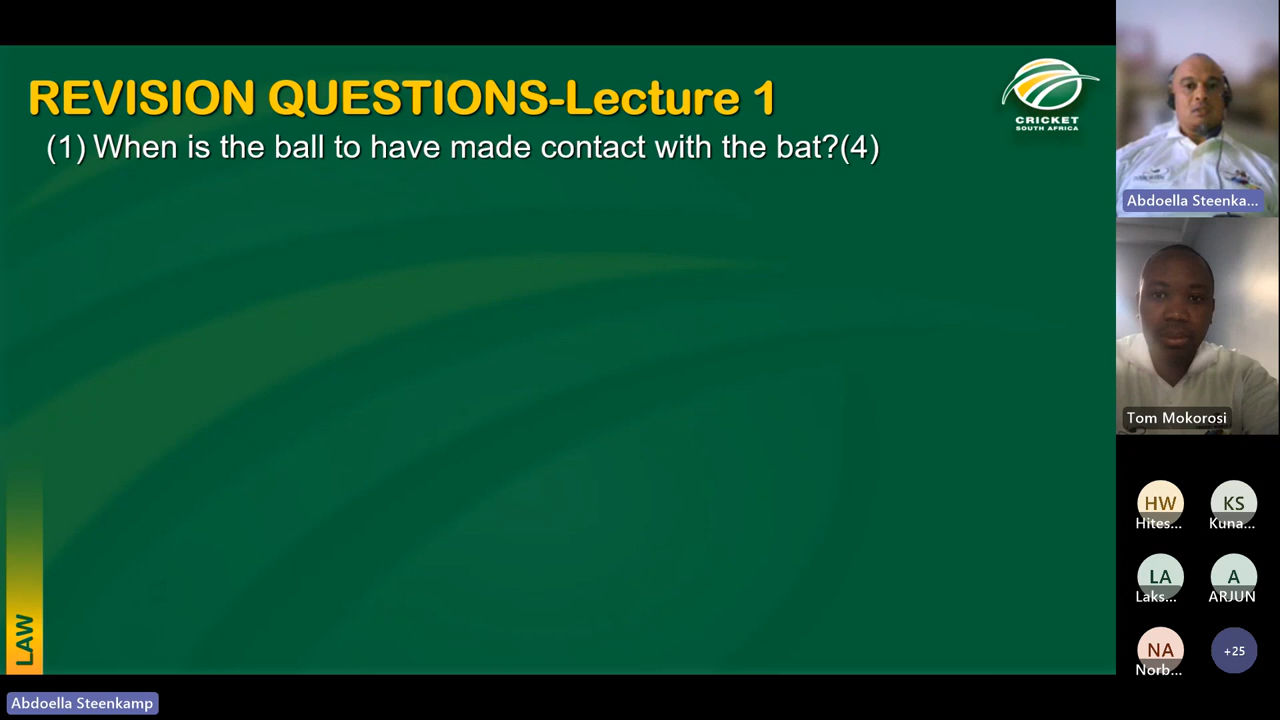 REVISION QUESTIONS-Lecture 1
(1) When is the ball to have made contact with the bat?(4)
CRICKET
SOUTH AFRICA
LAW
Abdoella Steenkamp
Abdoella Steenka...
Tom Mokorosi
HW
Hites...
KS
Kuna...
LA
Laks...
A
ARJUN
NA
Norb...
+25